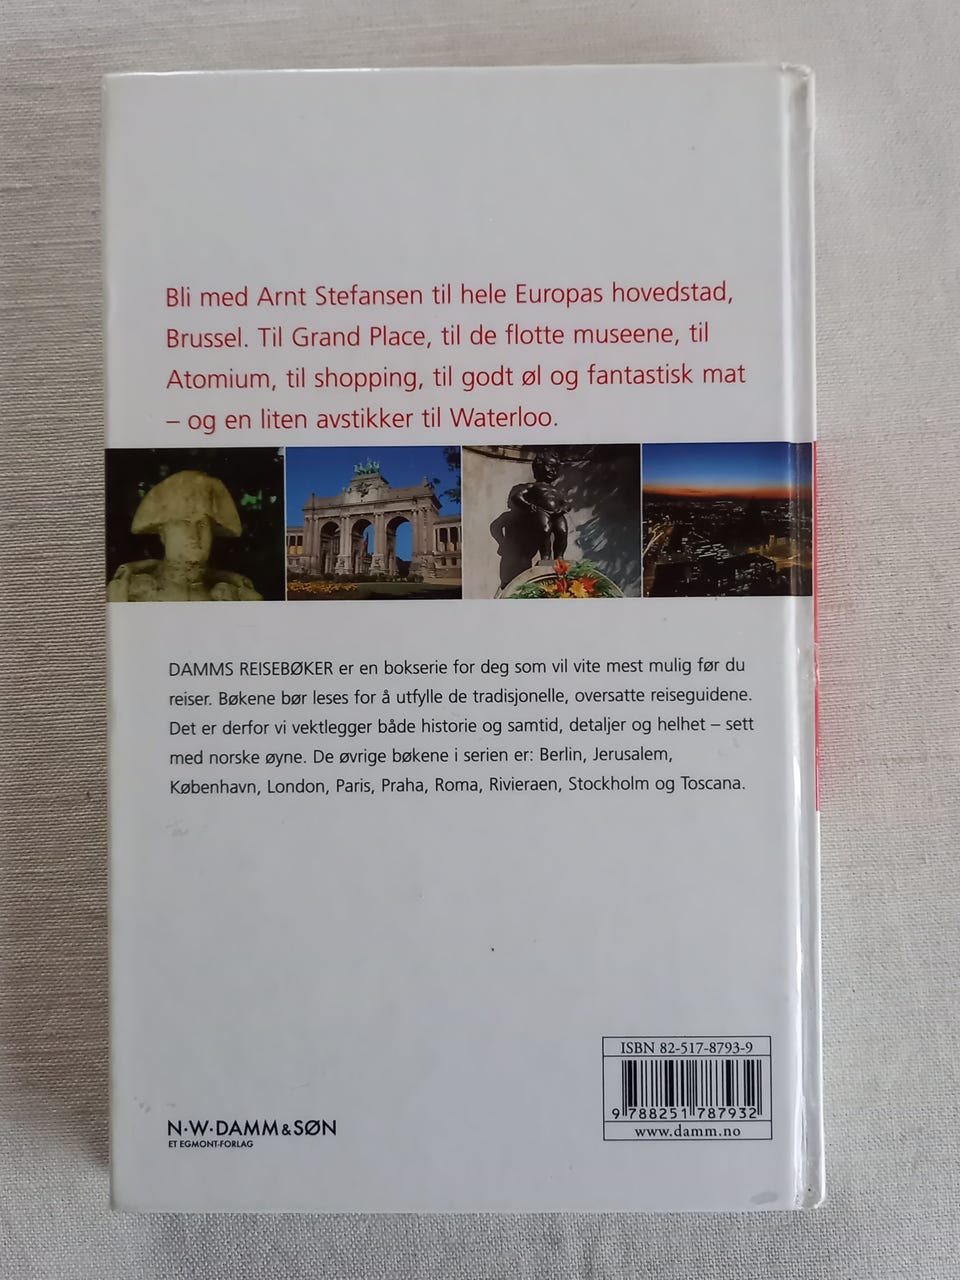 Bli med Arnt Stefansen til hele Europas hovedstad,
Brussel. Til Grand Place, til de flotte museene, til
Atomium, til shopping, til godt øl og fantastisk mat
– og en liten avstikker til Waterloo.
DAMMS REISEBØKER er en bokserie for deg som vil vite mest mulig før du
reiser. Bøkene bør leses for å utfylle de tradisjonelle, oversatte reiseguidene.
Det er derfor vi vektlegger både historie og samtid, detaljer og helhet – sett
med norske øyne. De øvrige bøkene i serien er: Berlin, Jerusalem,
København, London, Paris, Praha, Roma, Rivieraen, Stockholm og Toscana.
N·W·DAMM & SØN
ET EGMONT-FORLAG
ISBN 82-517-8793-9
9 788251 787932
www.damm.no